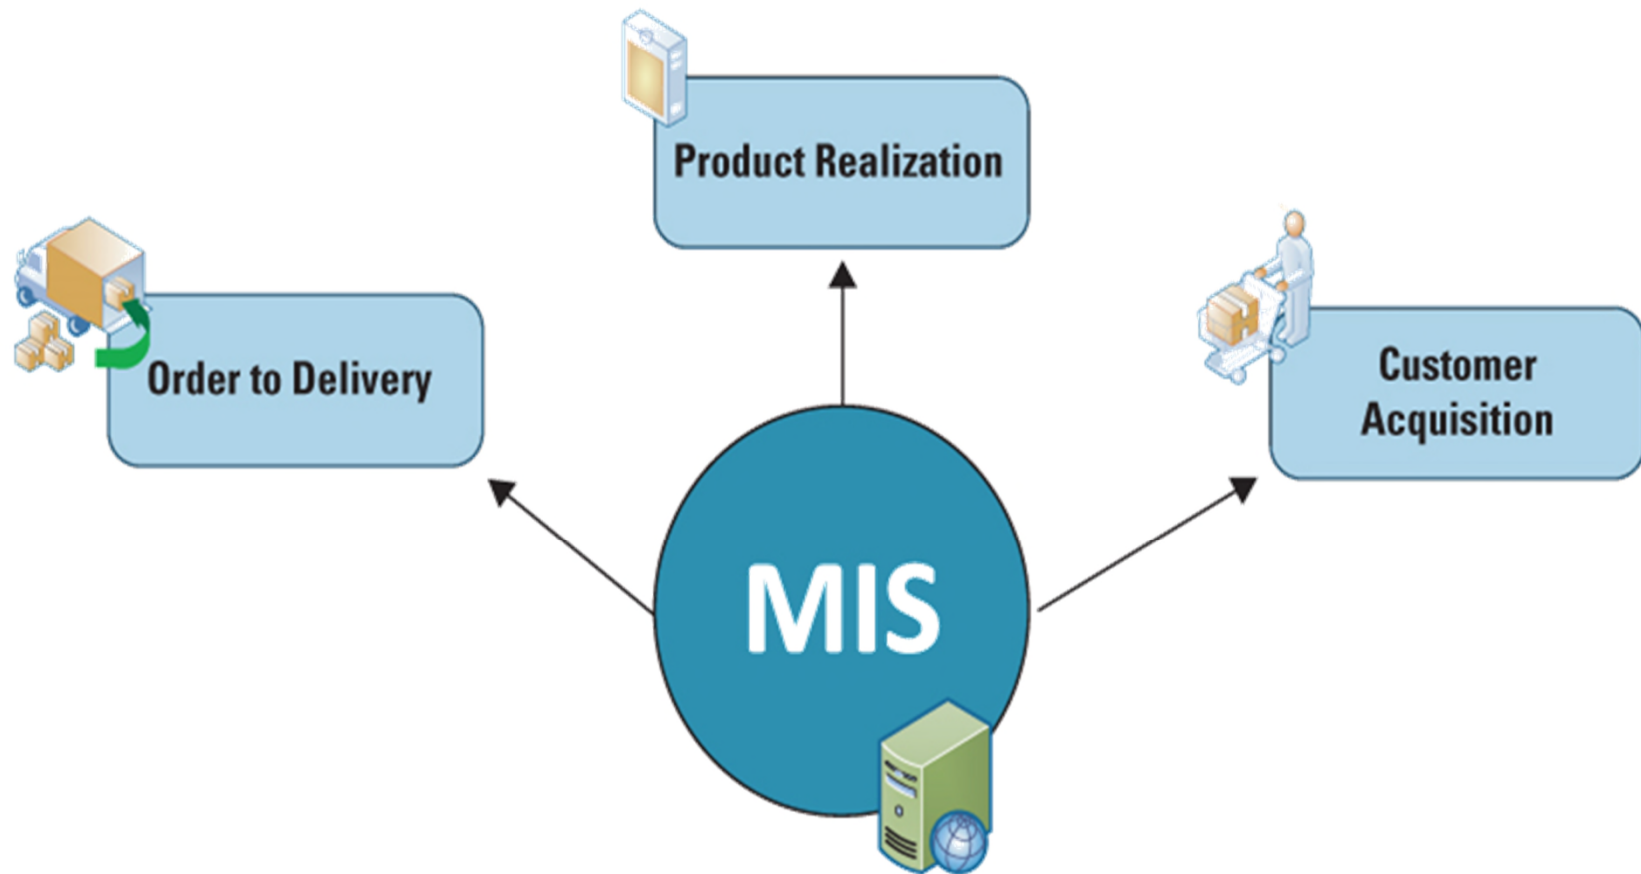 Product Realization
Order to Delivery
Customer
Acquisition
MIS